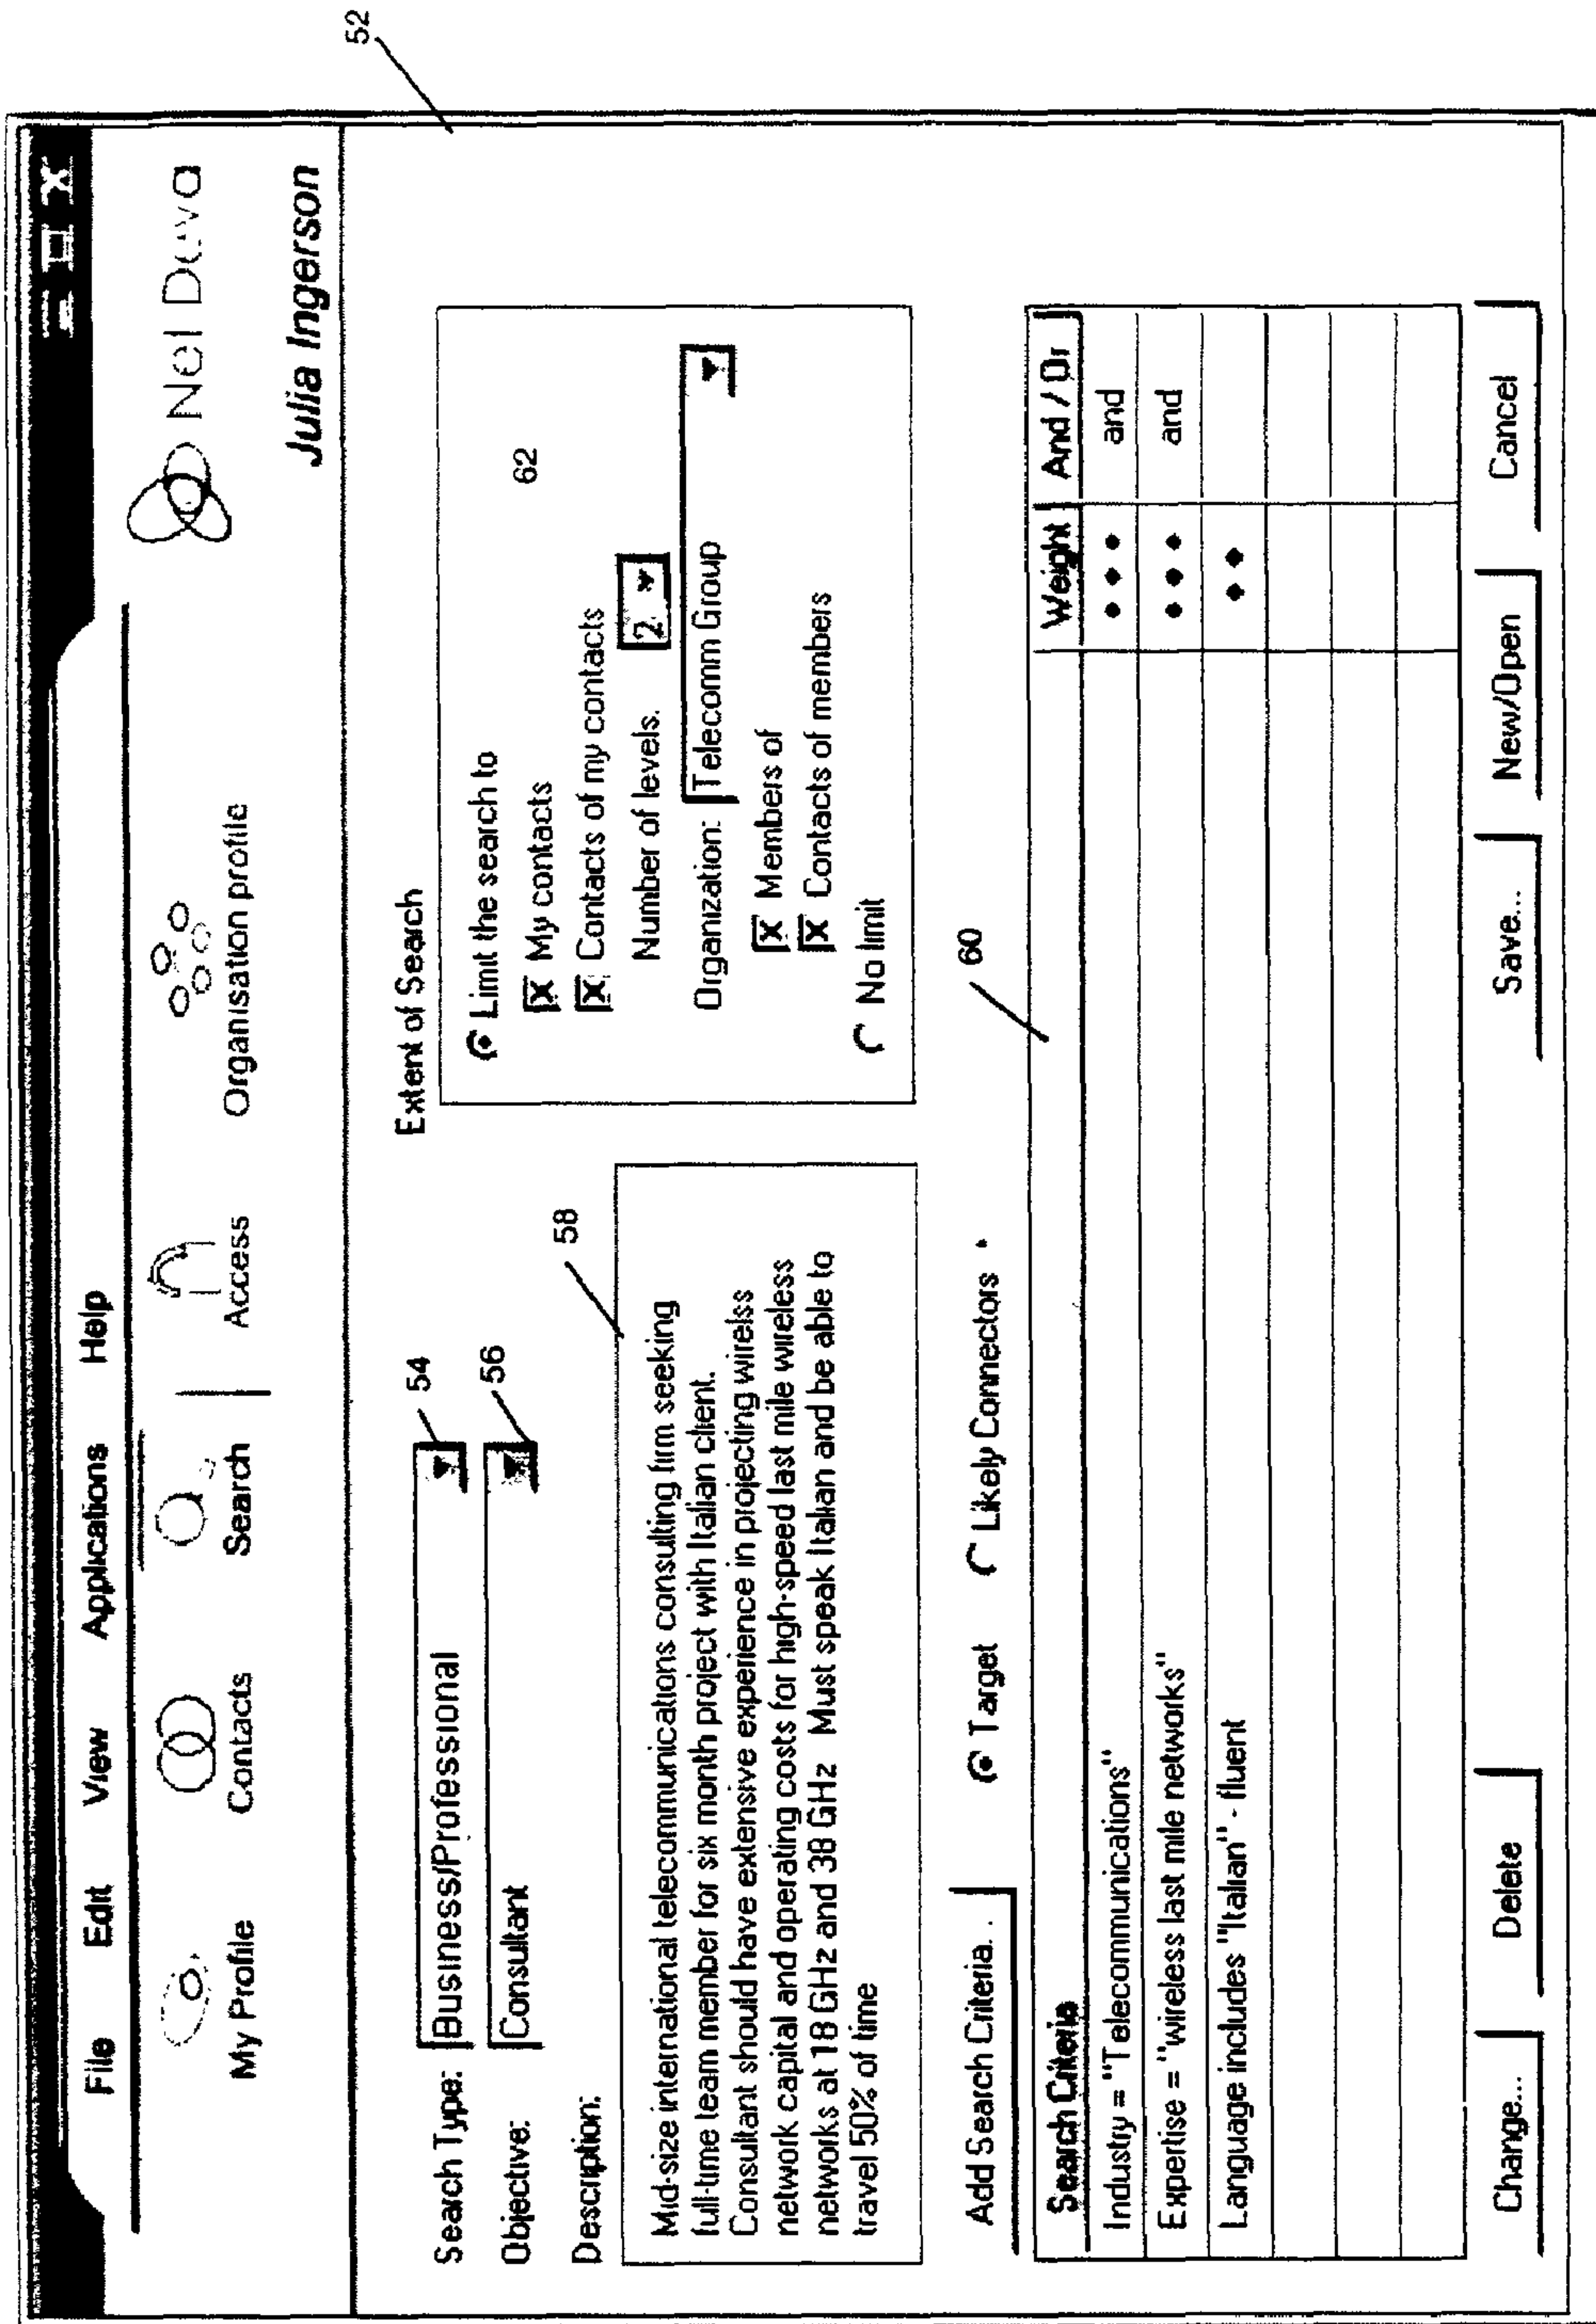 File Edit View Applications Help
My Profile Contacts Search Access Organisation profile
Julia Ingerson
52
Search Type: Business/Professional
54
Objective: Consultant
56
Description:
58
Mid-size international telecommunications consulting firm seeking
full-time team member for six month project with Italian client.
Consultant should have extensive experience in projecting wirelss
network capital and operating costs for high-speed last mile wireless
networks at 18 GHz and 38 GHz Must speak Italian and be able to
travel 50% of time
Extent of Search
Limit the search to
My contacts
62
Contacts of my contacts
Number of levels. 2
Organization: Telecomm Group
Members of
Contacts of members
No limit
60
Add Search Criteria. . Target Likely Connectors
Search Criteria Weight And / Or
Industry = "Telecommunications" and
Expertise = "wireless last mile networks" and
Language includes "Italian" - fluent
Change... Delete Save... New/Open Cancel